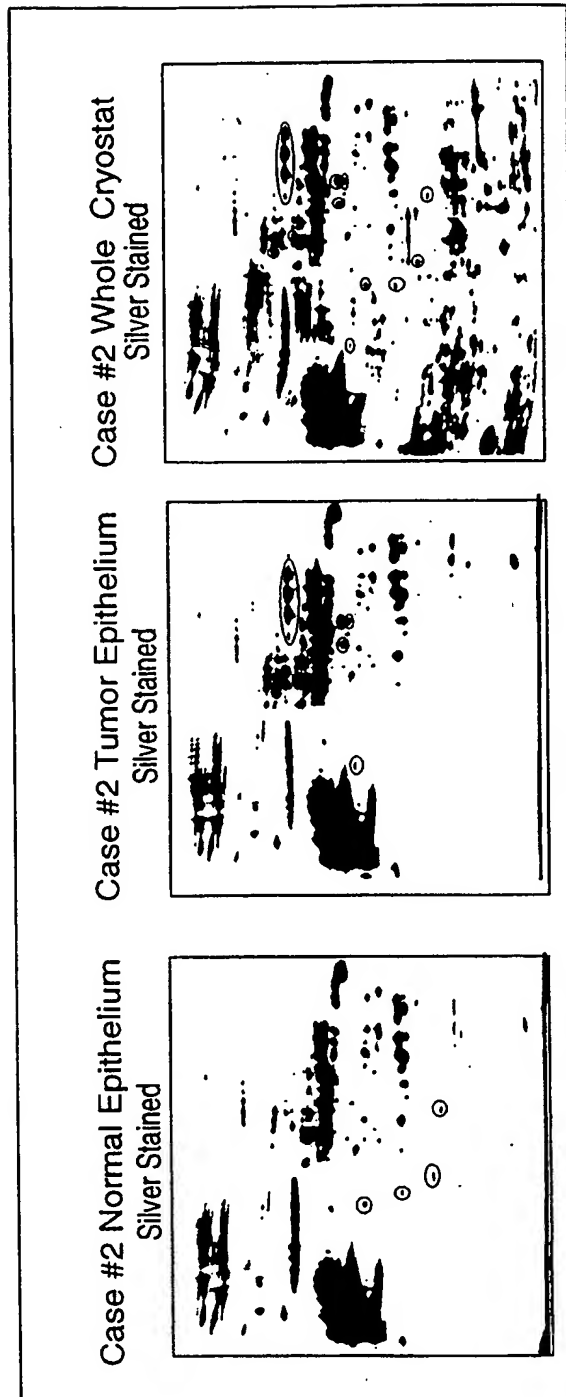 Case #2 Normal Epithelium
Silver Stained
Case #2 Tumor Epithelium
Silver Stained
Case #2 Whole Cryostat
Silver Stained